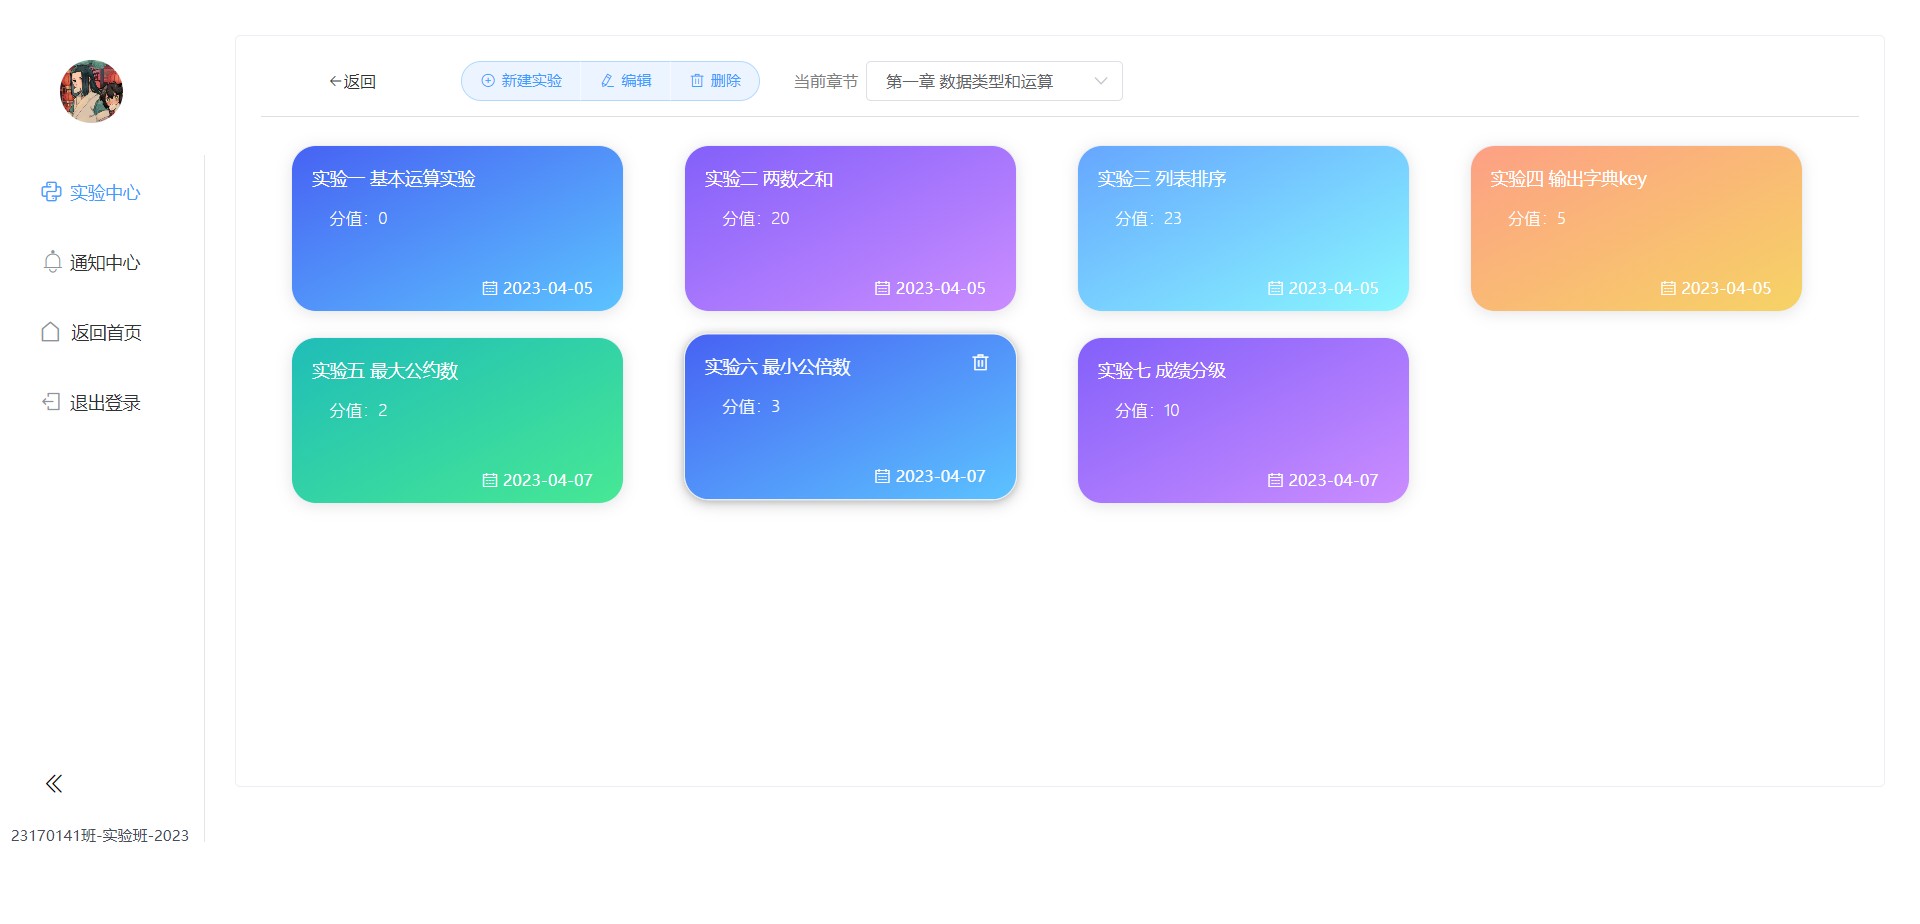 返回
新建实验 编辑 删除
当前章节 第一章 数据类型和运算
实验中心
通知中心
返回首页
退出登录
23170141班-实验班-2023
实验一 基本运算实验
分值：0
2023-04-05
实验二 两数之和
分值：20
2023-04-05
实验三 列表排序
分值：23
2023-04-05
实验四 输出字典key
分值：5
2023-04-05
实验五 最大公约数
分值：2
2023-04-07
实验六 最小公倍数
分值：3
2023-04-07
实验七 成绩分级
分值：10
2023-04-07